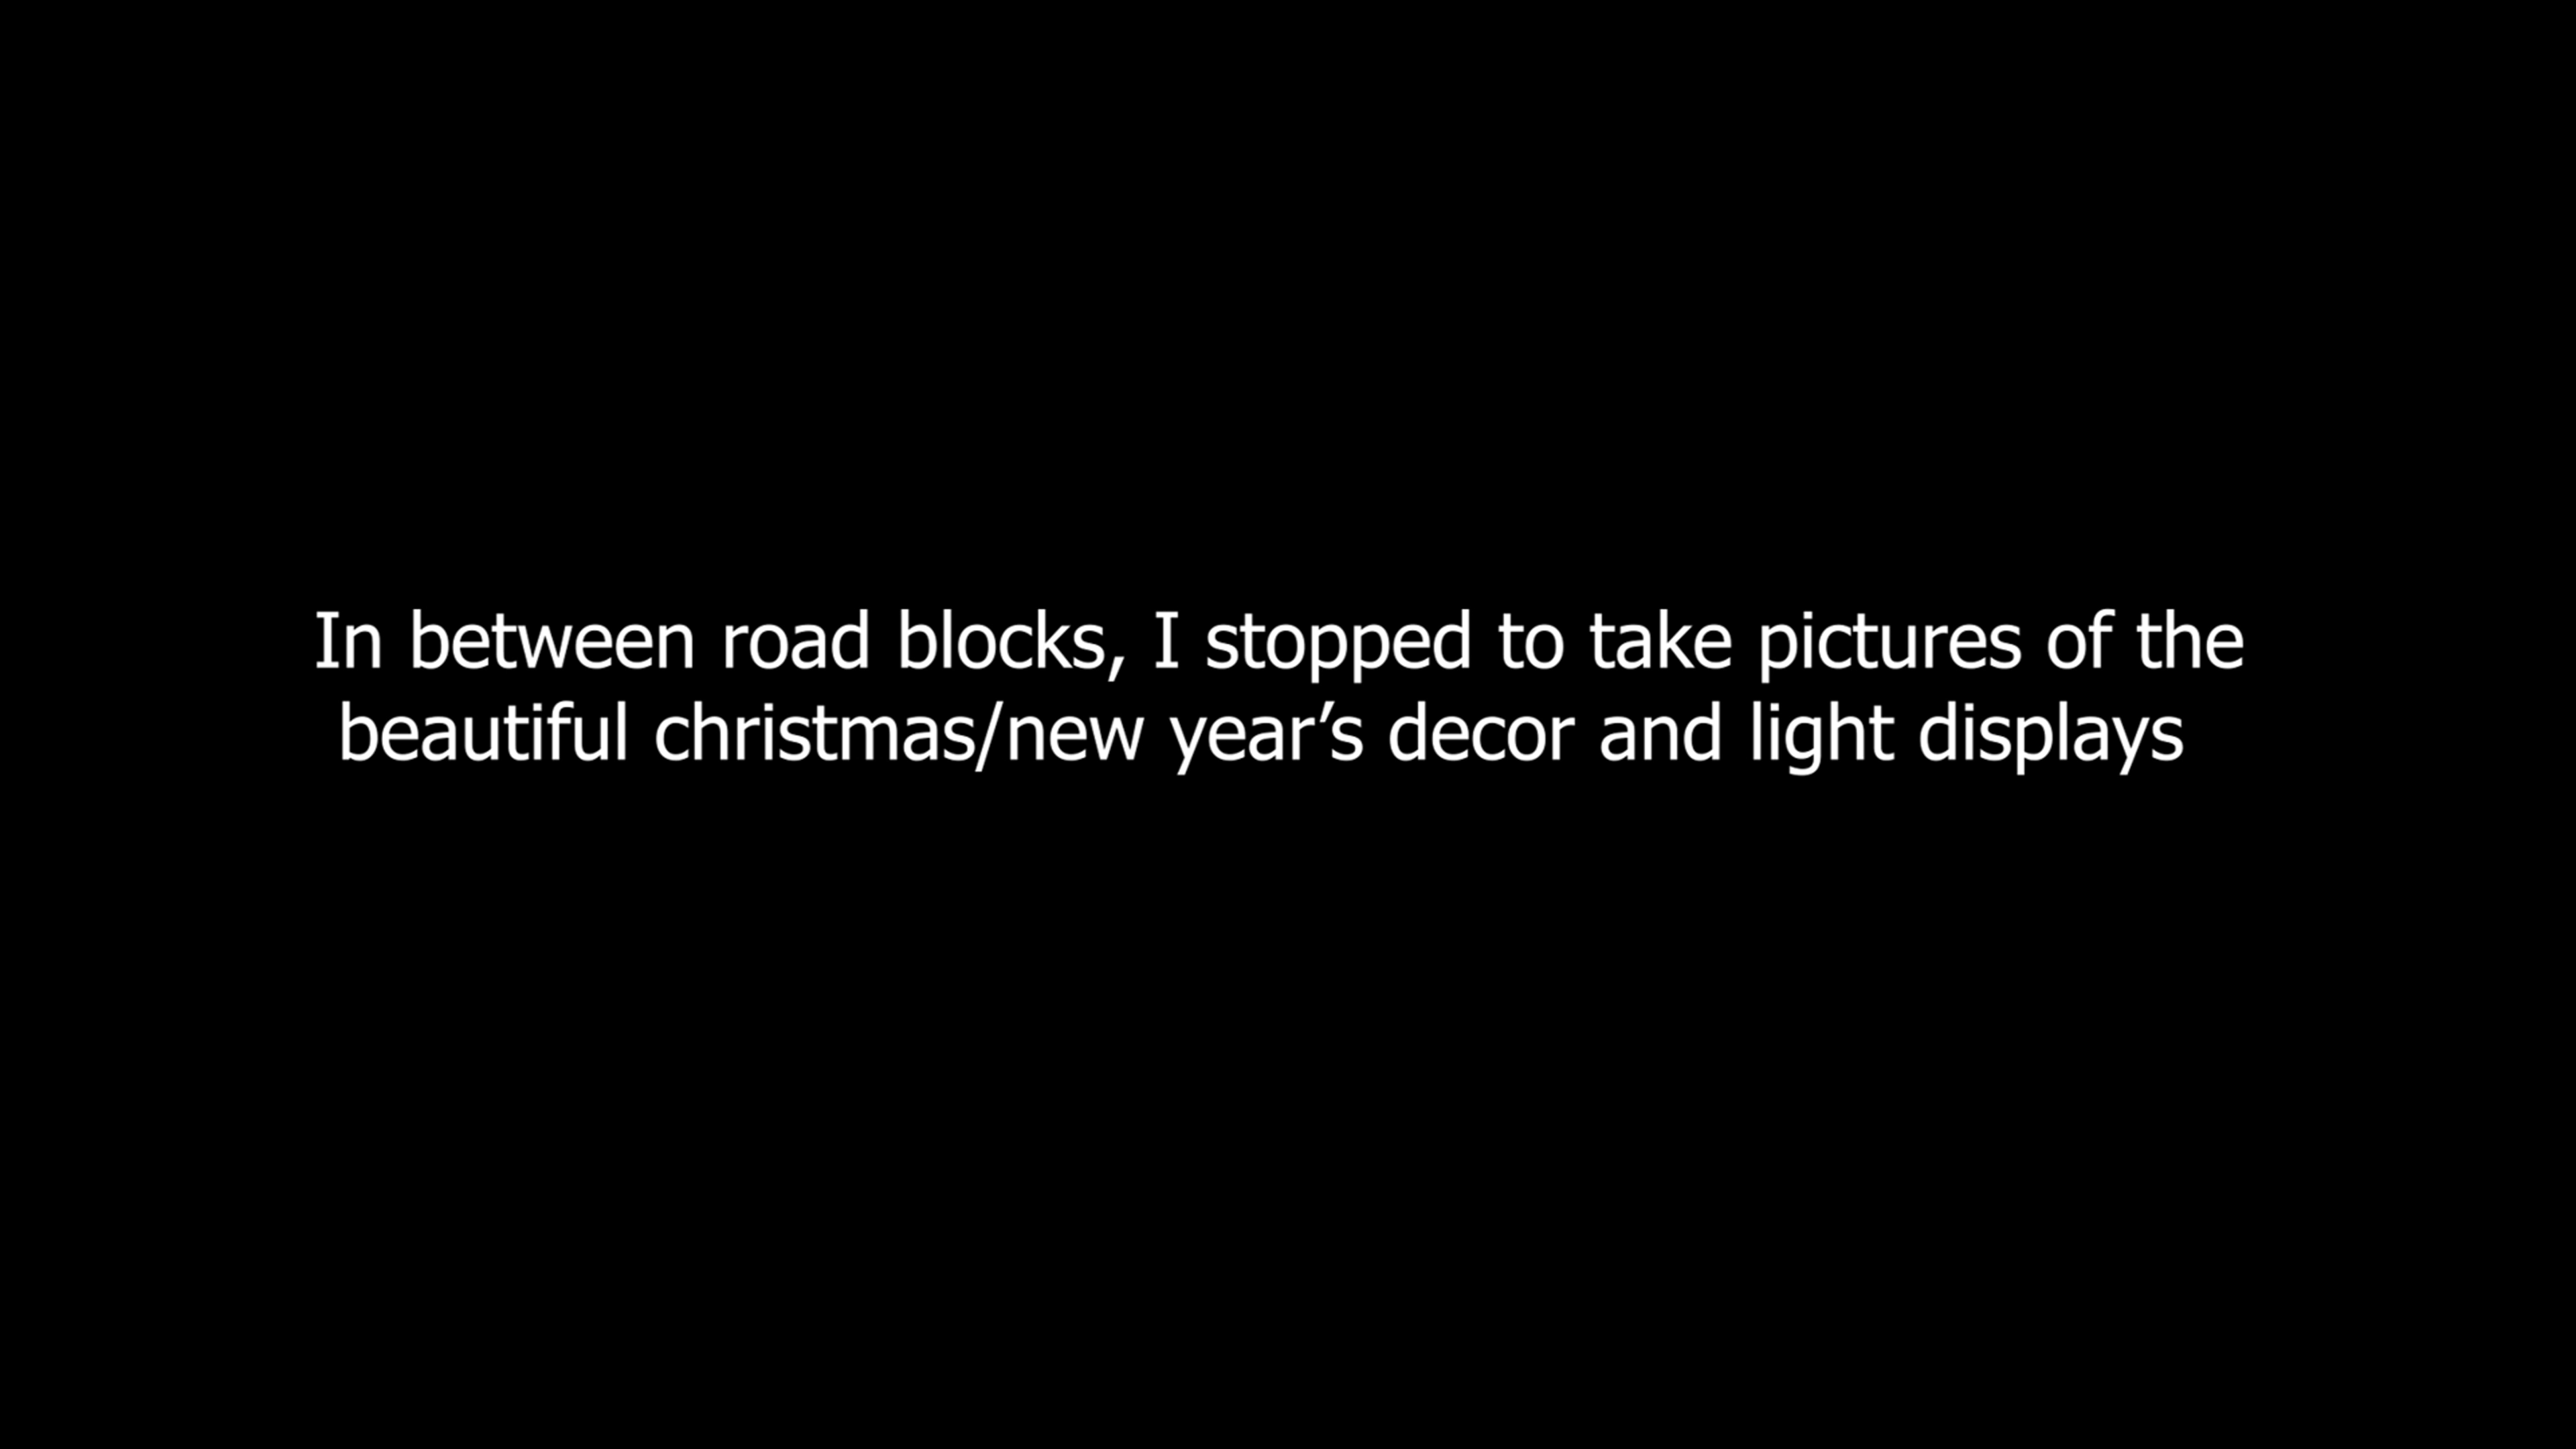 In between road blocks, I stopped to take pictures of the
beautiful christmas/new year’s decor and light displays